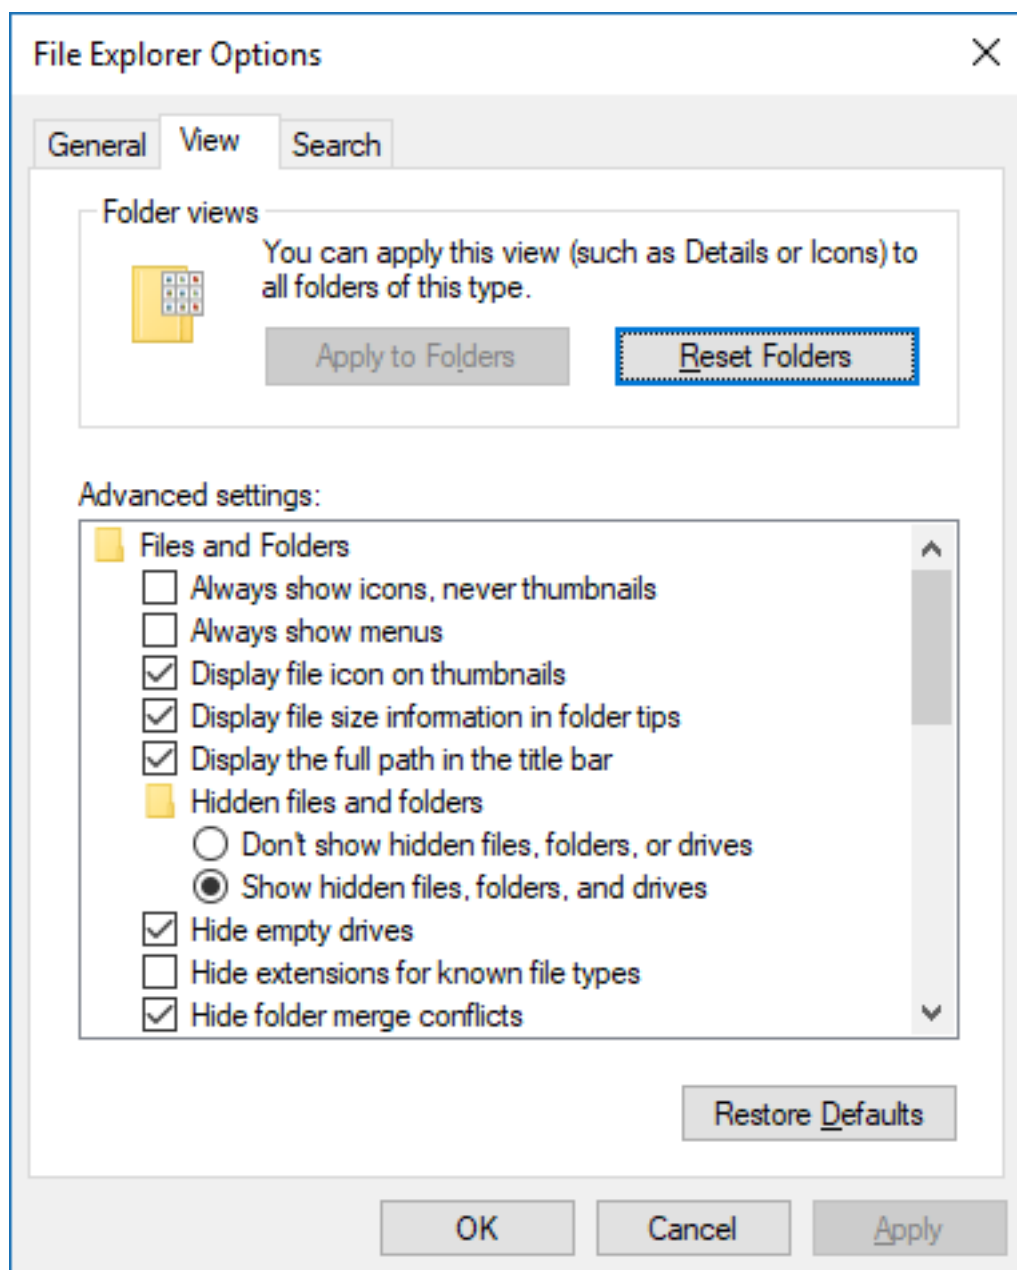 File Explorer Options
General
View
Search
Folder views
You can apply this view (such as Details or Icons) to
all folders of this type.
Apply to Folders
Reset Folders
Advanced settings:
Files and Folders
Always show icons, never thumbnails
Always show menus
Display file icon on thumbnails
Display file size information in folder tips
Display the full path in the title bar
Hidden files and folders
Don't show hidden files, folders, or drives
Show hidden files, folders, and drives
Hide empty drives
Hide extensions for known file types
Hide folder merge conflicts
Restore Defaults
OK
Cancel
Apply